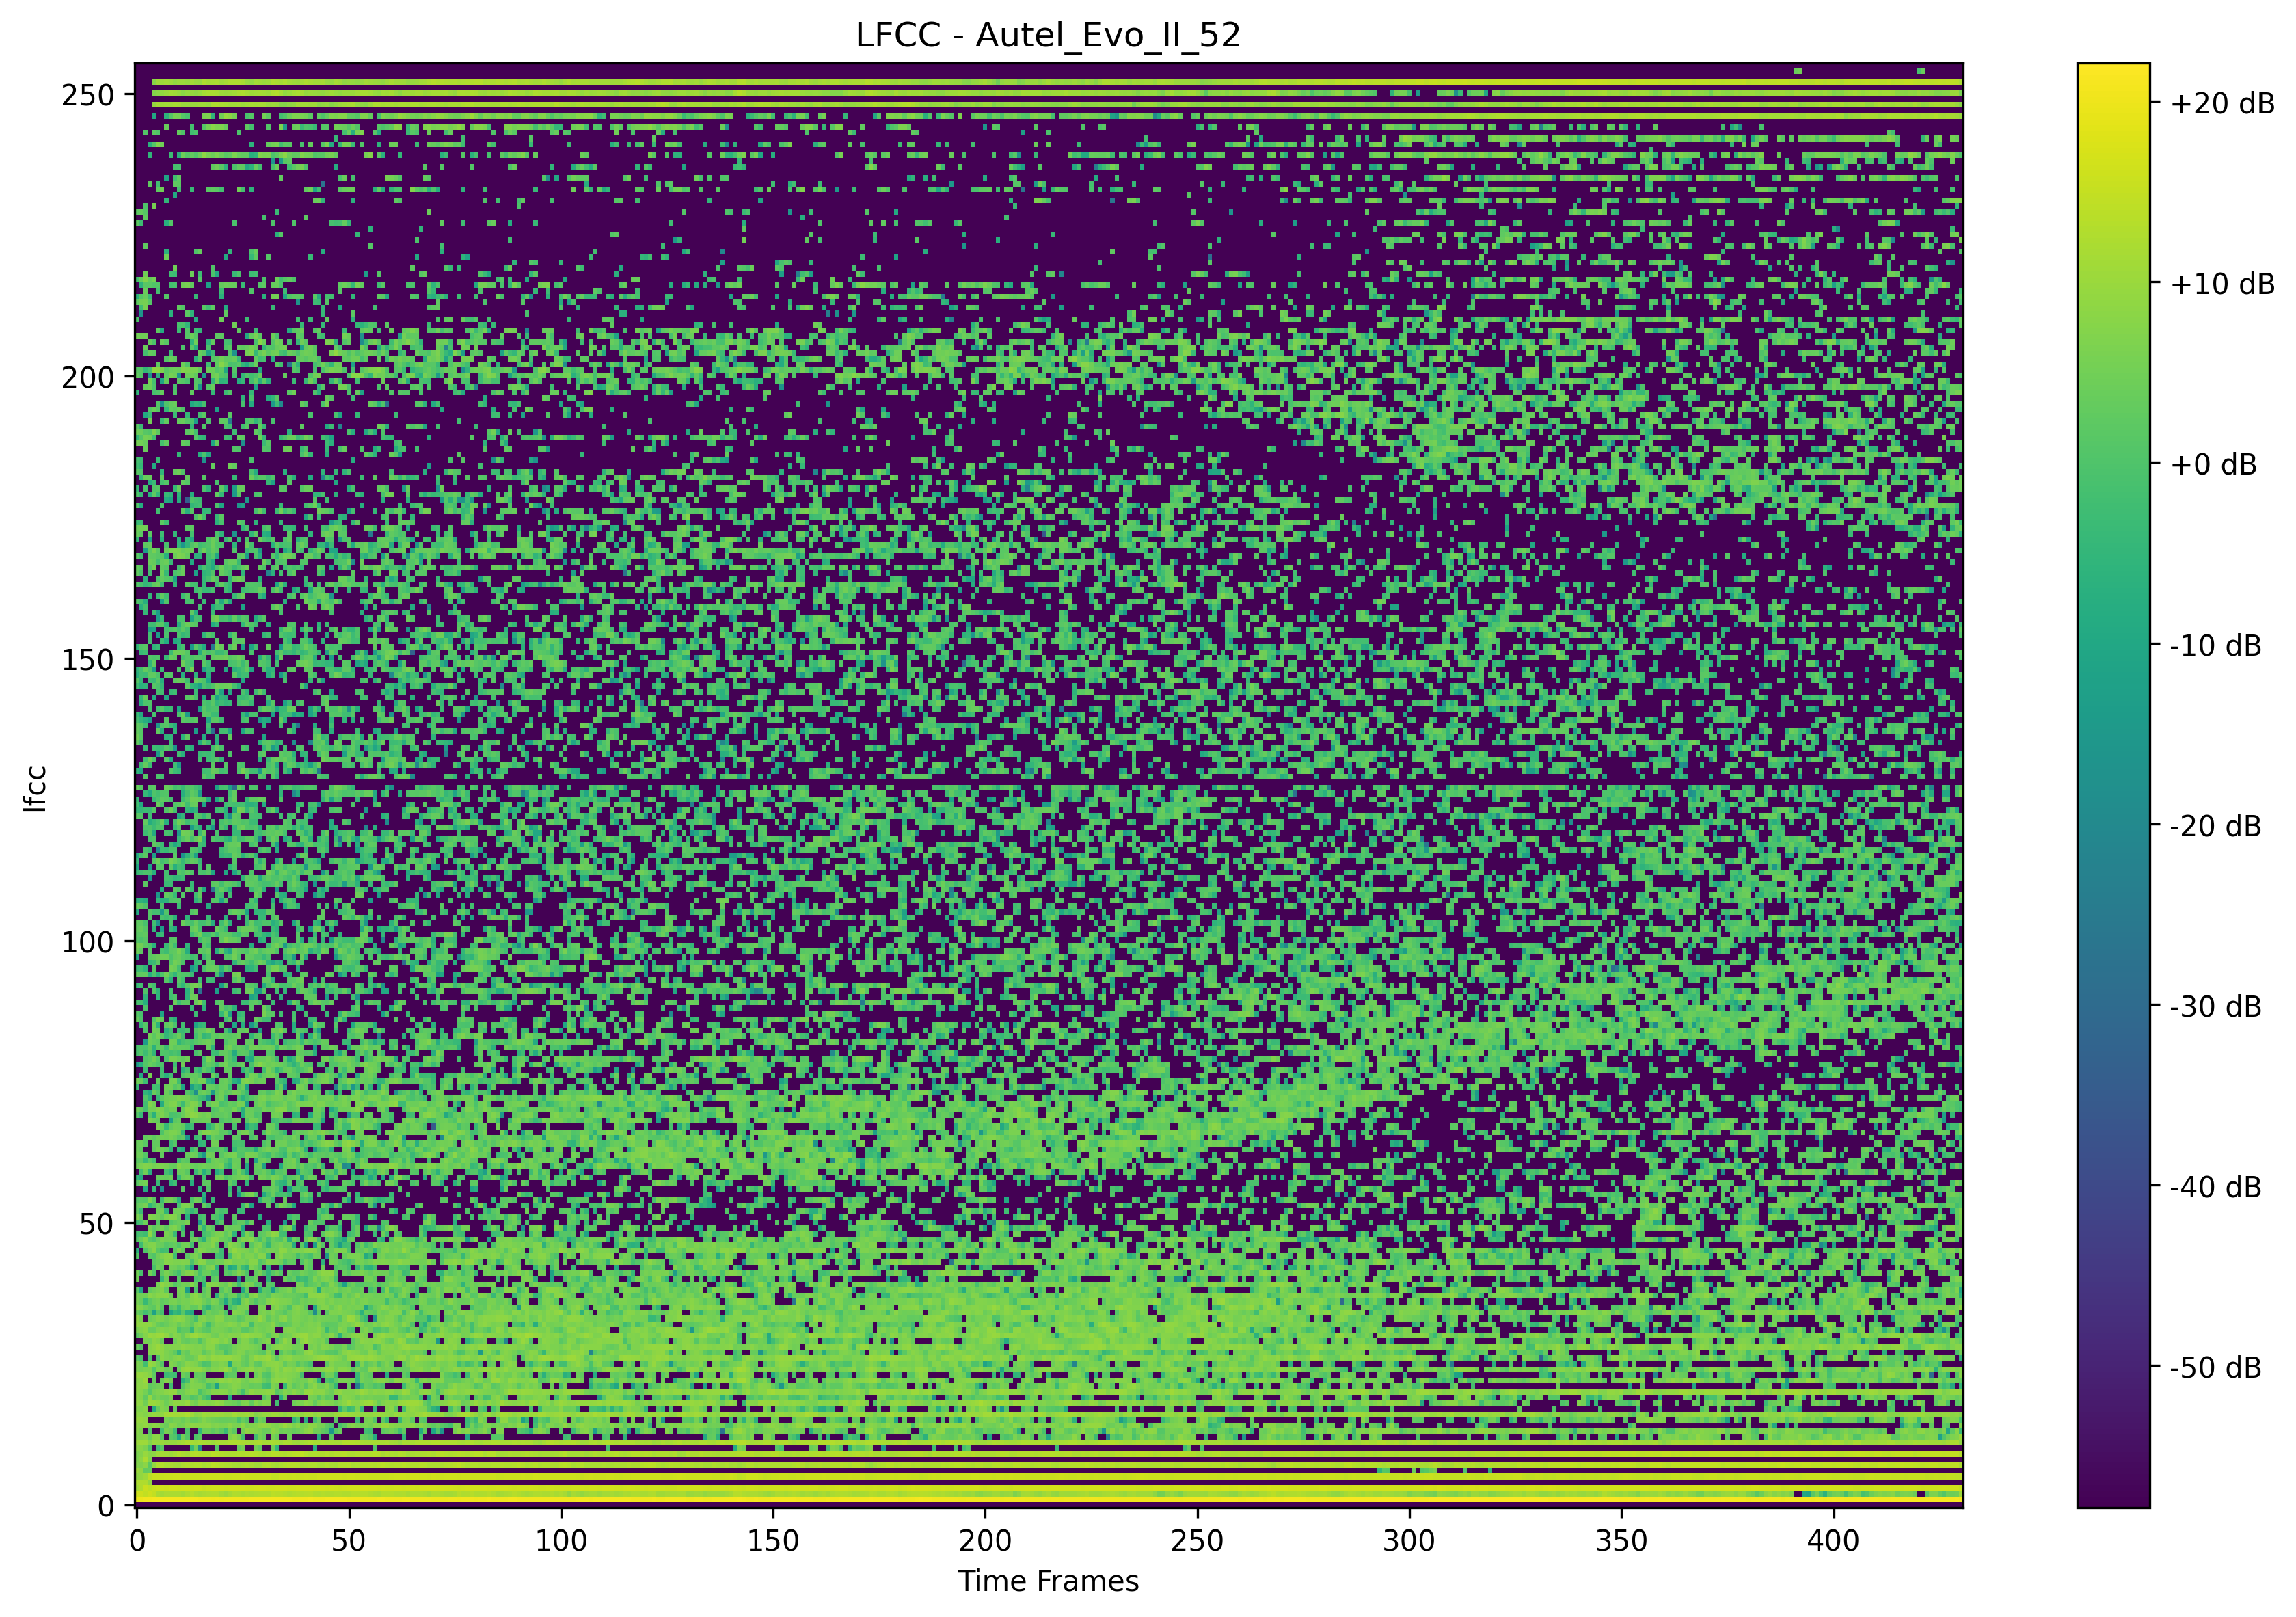 LFCC - Autel_Evo_II_52
250
200
150
100
50
0
lfcc
0 50 100 150 200 250 300 350 400
Time Frames
+20 dB
+10 dB
+0 dB
-10 dB
-20 dB
-30 dB
-40 dB
-50 dB